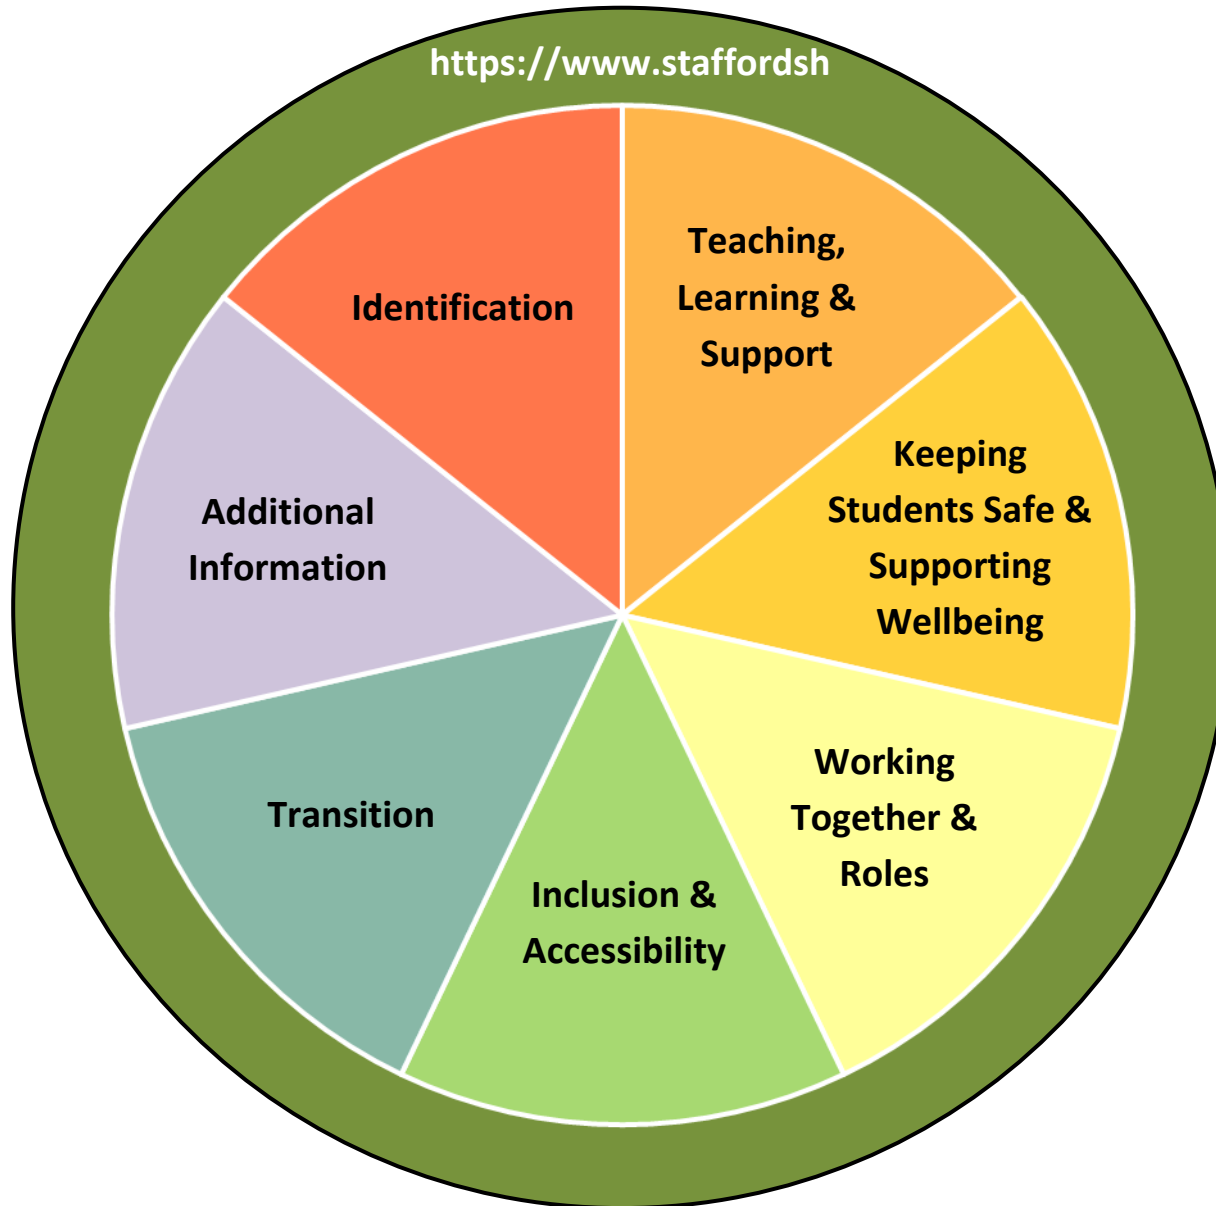 https://www.staffordsh
Teaching,
Learning &
Support
Keeping
Students Safe &
Supporting
Wellbeing
Working
Together &
Roles
Inclusion &
Accessibility
Transition
Additional
Information
Identification